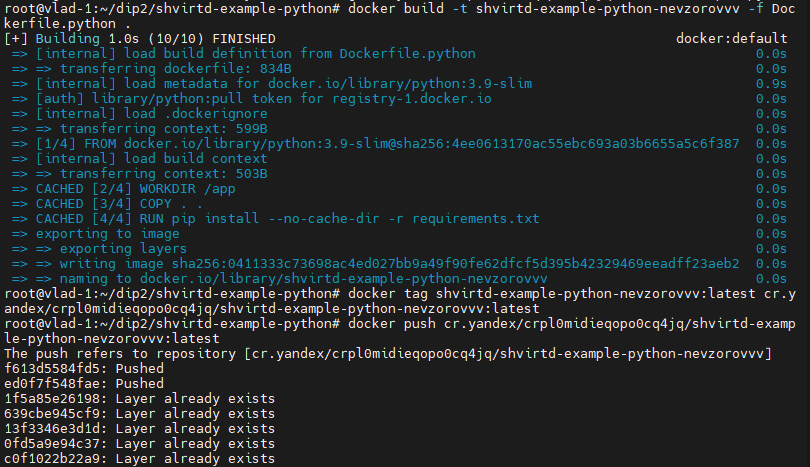 root@vlad-1:~/dip2/shvirtd-example-python# docker build -t shvirtd-example-python-nevzorovvv -f Doc
kerfile.python .
[+] Building 1.0s (10/10) FINISHED docker:default
=> [internal] load build definition from Dockerfile.python 0.0s
=> => transferring dockerfile: 834B 0.0s
=> [internal] load metadata for docker.io/library/python:3.9-slim 0.9s
=> [auth] library/python:pull token for registry-1.docker.io 0.0s
=> [internal] load .dockerignore 0.0s
=> => transferring context: 599B 0.0s
=> [1/4] FROM docker.io/library/python:3.9-slim@sha256:4ee0613170ac55ebc693a03b6655a5c6f387 0.0s
=> [internal] load build context 0.0s
=> => transferring context: 503B 0.0s
=> CACHED [2/4] WORKDIR /app 0.0s
=> CACHED [3/4] COPY . . 0.0s
=> CACHED [4/4] RUN pip install --no-cache-dir -r requirements.txt 0.0s
=> exporting to image 0.0s
=> => exporting layers 0.0s
=> => writing image sha256:0411333c73698ac4ed027bb9a49f90fe62dfcf5d395b42329469eeadff23aeb2 0.0s
=> => naming to docker.io/library/shvirtd-example-python-nevzorovvv 0.0s
root@vlad-1:~/dip2/shvirtd-example-python# docker tag shvirtd-example-python-nevzorovvv:latest cr.y
andex/crpl0midieqopo0cq4jq/shvirtd-example-python-nevzorovvv:latest
root@vlad-1:~/dip2/shvirtd-example-python# docker push cr.yandex/crpl0midieqopo0cq4jq/shvirtd-examp
le-python-nevzorovvv:latest
The push refers to repository [cr.yandex/crpl0midieqopo0cq4jq/shvirtd-example-python-nevzorovvv]
f613d5584fd5: Pushed
ed0f7f548fae: Pushed
1f5a85e26198: Layer already exists
639cbe945cf9: Layer already exists
13f3346e3d1d: Layer already exists
0fd5a9e94c37: Layer already exists
c0f1022b22a9: Layer already exists